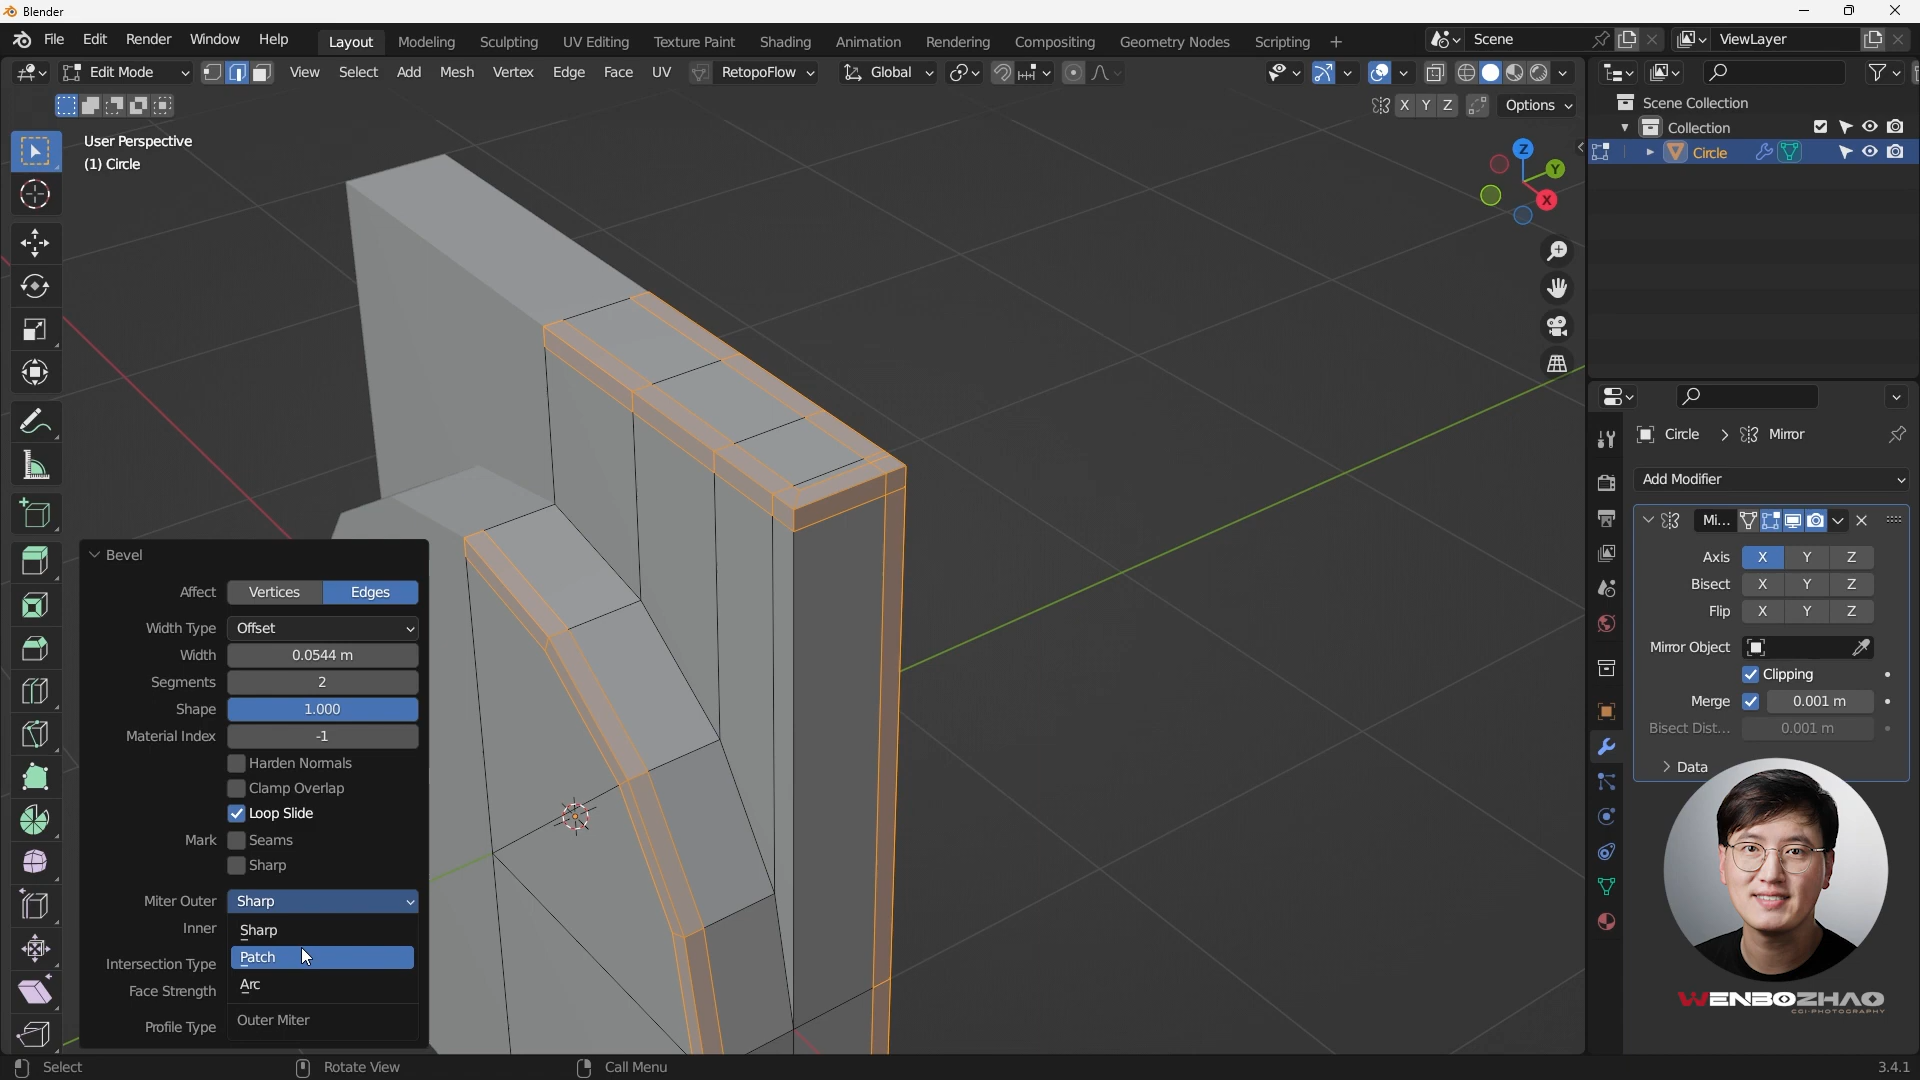 Blender
File Edit Render Window Help Layout Modeling Sculpting UV Editing Texture Paint Shading Animation Rendering Compositing Geometry Nodes Scripting + Scene ViewLayer
Edit Mode View Select Add Mesh Vertex Edge Face UV RetopoFlow Global
X Y Z Options
User Perspective
(1) Circle
Z
Y
X
Scene Collection
Collection
Circle
Circle > Mirror
Add Modifier
Mi...
Axis X Y Z
Bisect X Y Z
Flip X Y Z
Mirror Object
Clipping
Merge 0.001 m
Bisect Dist... 0.001 m
Data
Bevel
Affect Vertices Edges
Width Type Offset
Width 0.0544 m
Segments 2
Shape 1.000
Material Index -1
Harden Normals
Clamp Overlap
Loop Slide
Mark Seams
Sharp
Miter Outer Sharp
Inner Sharp
Patch
Intersection Type
Face Strength Arc
Profile Type Outer Miter
WENBOZHAO
CGI·PHOTOGRAPHY
Select Rotate View Call Menu 3.4.1